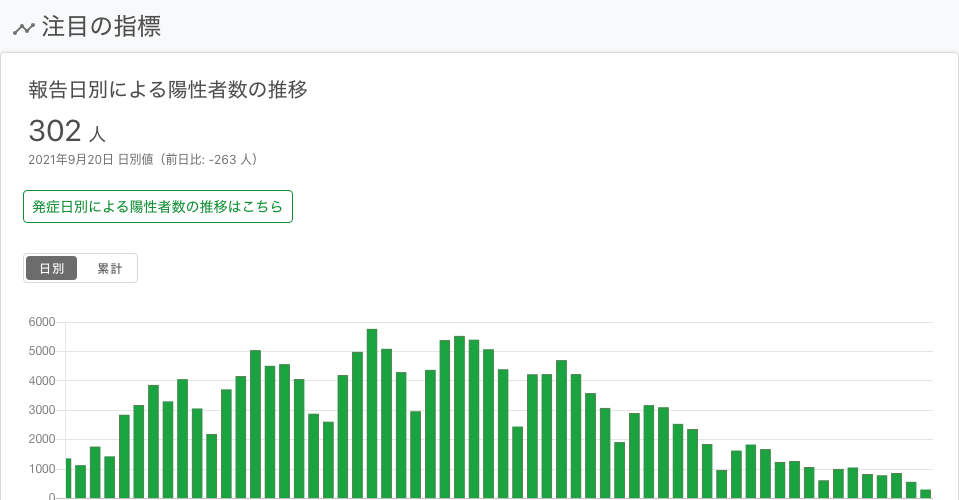 注目の指標
報告日別による陽性者数の推移
302 人
2021年9月20日 日別値（前日比: -263 人）
発症日別による陽性者数の推移はこちら
日別 累計
6000
5000
4000
3000
2000
1000
0